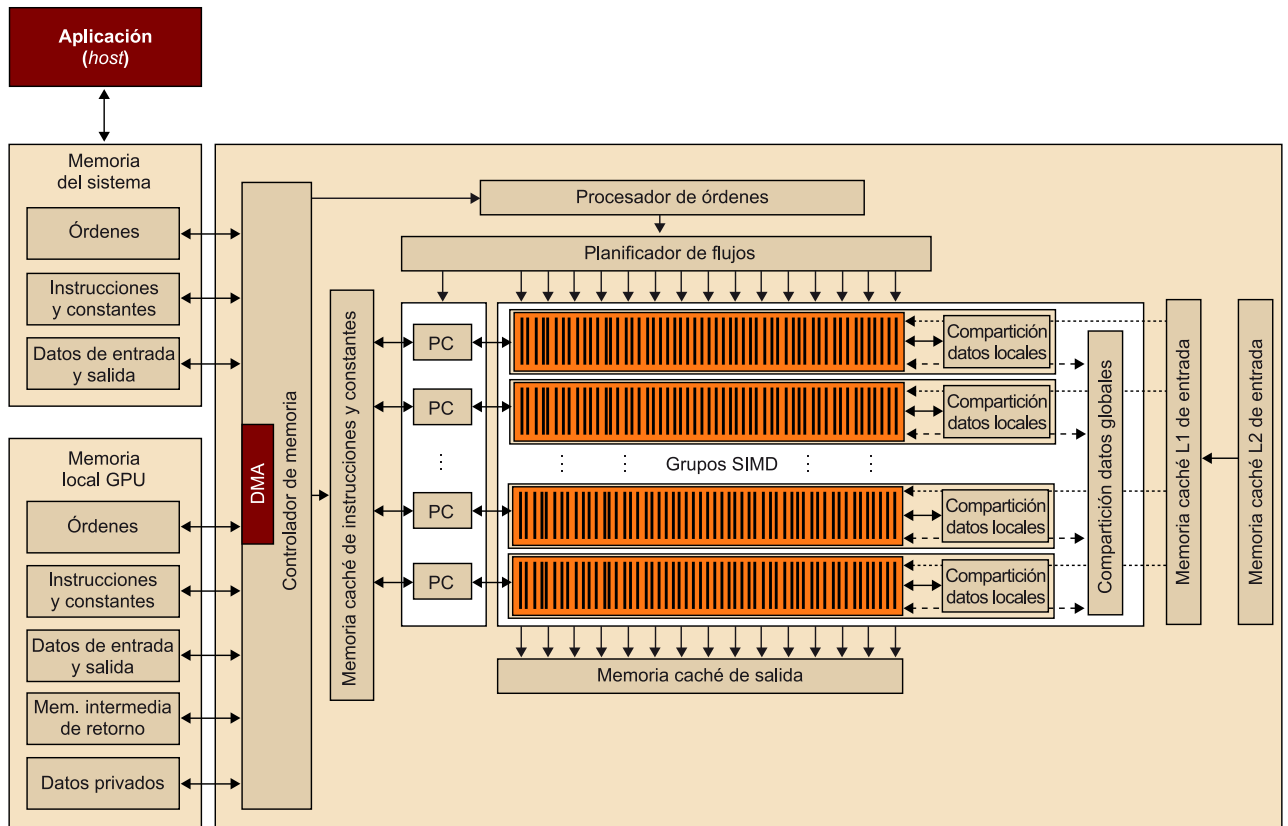 Aplicación
(host)
Memoria
del sistema
Órdenes
Instrucciones
y constantes
Datos de entrada
y salida
Memoria
local GPU
Órdenes
Instrucciones
y constantes
Datos de entrada
y salida
Mem. intermedia
de retorno
Datos privados
DMA
Controlador de memoria
Memoria caché de instrucciones y constantes
Procesador de órdenes
Planificador de flujos
PC
PC
PC
PC
Grupos SIMD
Compartición
datos locales
Compartición
datos locales
Compartición
datos locales
Compartición
datos locales
Compartición datos globales
Memoria caché L1 de entrada
Memoria caché L2 de entrada
Memoria caché de salida